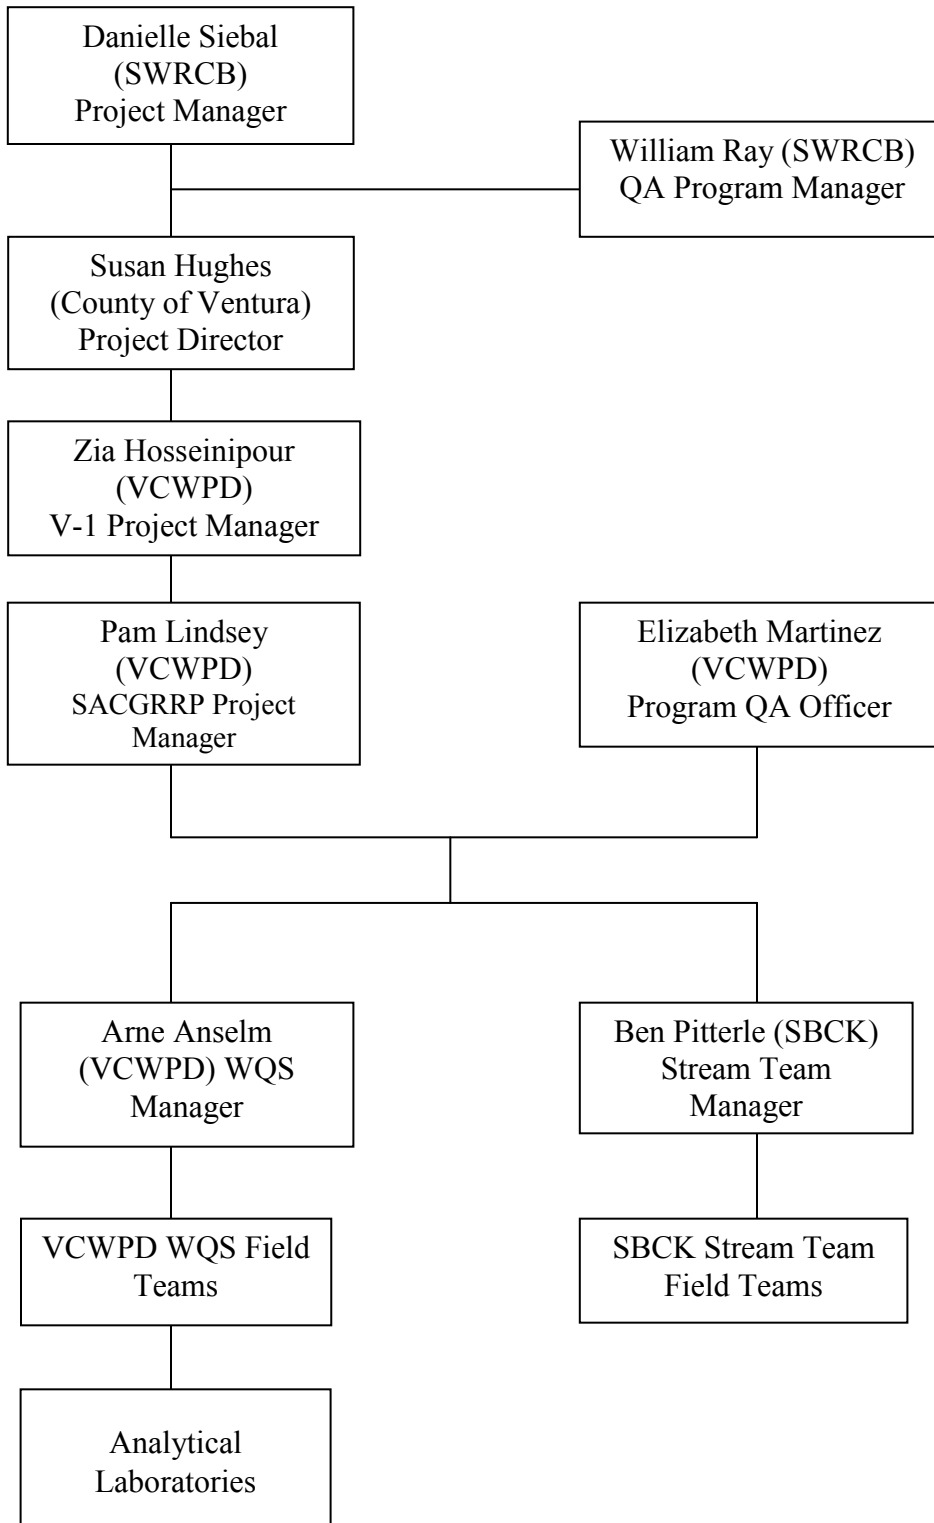 Danielle Siebal
(SWRCB)
Project Manager
William Ray (SWRCB)
QA Program Manager
Susan Hughes
(County of Ventura)
Project Director
Zia Hosseinipour
(VCWPD)
V-1 Project Manager
Pam Lindsey
(VCWPD)
SACGRRP Project
Manager
Elizabeth Martinez
(VCWPD)
Program QA Officer
Arne Anselm
(VCWPD) WQS
Manager
Ben Pitterle (SBCK)
Stream Team
Manager
VCWPD WQS Field
Teams
SBCK Stream Team
Field Teams
Analytical
Laboratories